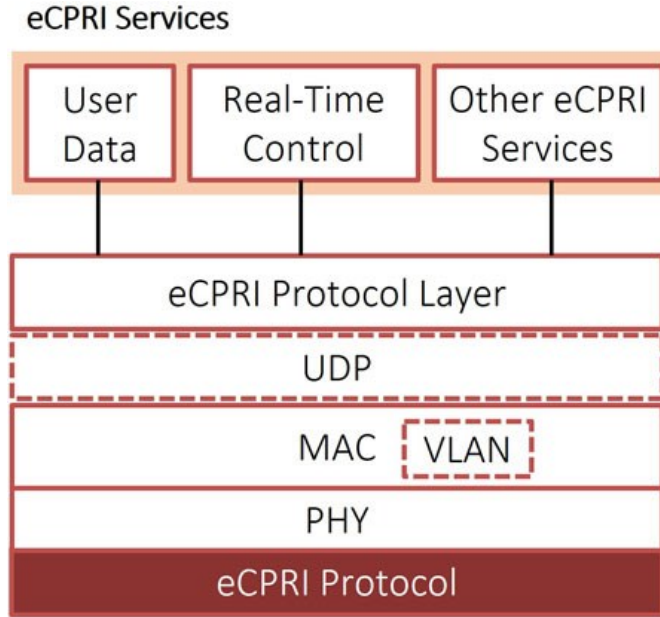 eCPRI Services
User
Data
Real-Time
Control
Other eCPRI
Services
eCPRI Protocol Layer
UDP
MAC
VLAN
PHY
eCPRI Protocol